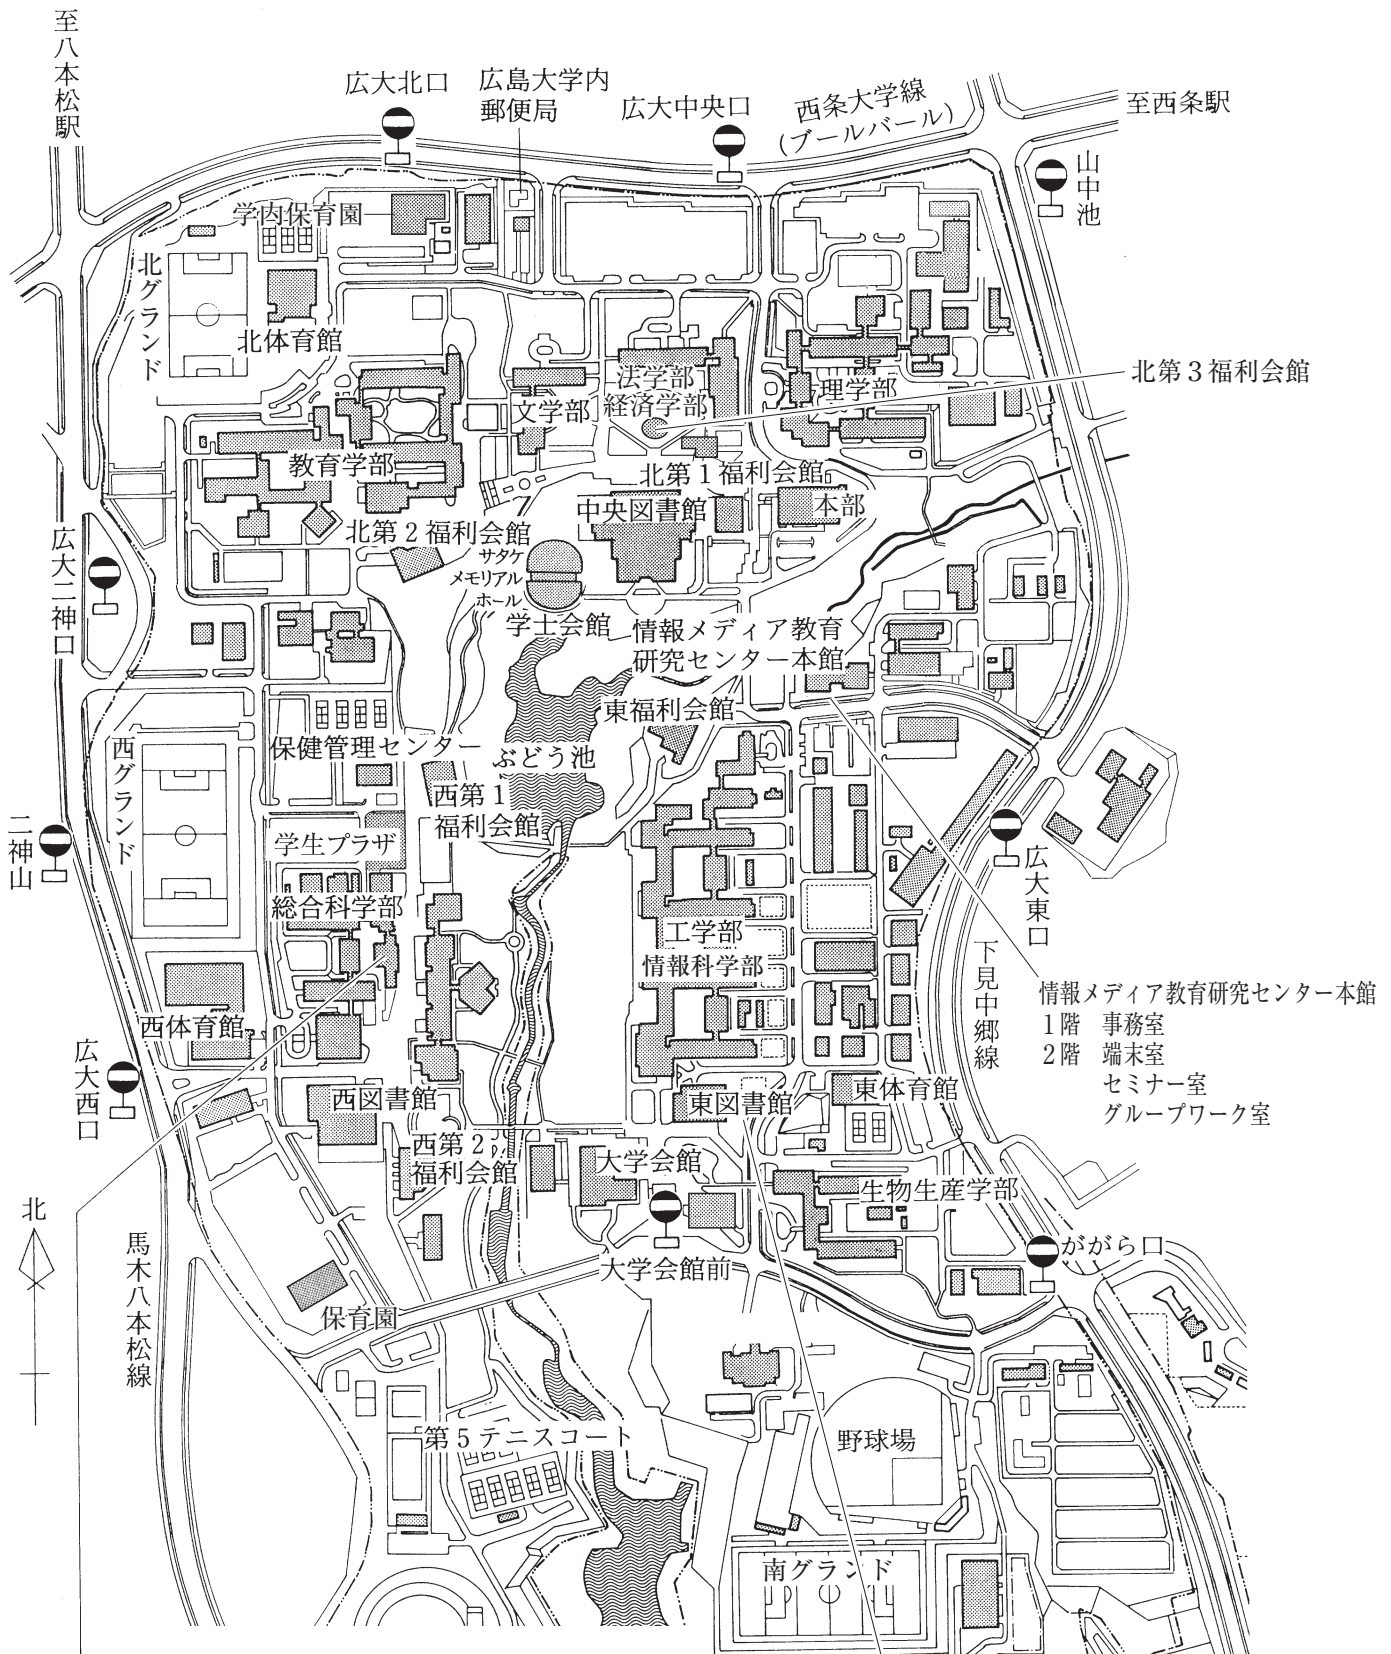 至八本松駅
広大北口
広島大学内
郵便局
広大中央口
西条大学線
(ブールバール)
至西条駅
山中池
学内保育園
北グランド
北体育館
法学部
経済学部
文学部
理学部
北第3福利会館
教育学部
北第1福利会館
中央図書館
本部
北第2福利会館
サタケ
メモリアル
ホール
学士会館
広大二神口
情報メディア教育
研究センター本館
東福利会館
保健管理センター
ぶどう池
西グランド
西第1
福利会館
二神山
学生プラザ
総合科学部
広大東口
工学部
情報科学部
下見中郷線
情報メディア教育研究センター本館
1階 事務室
2階 端末室
セミナー室
グループワーク室
西体育館
広大西口
西図書館
東図書館
東体育館
西第2
福利会館
大学会館
生物生産学部
北
馬木八本松線
大学会館前
ががら口
保育園
第5テニスコート
野球場
南グランド